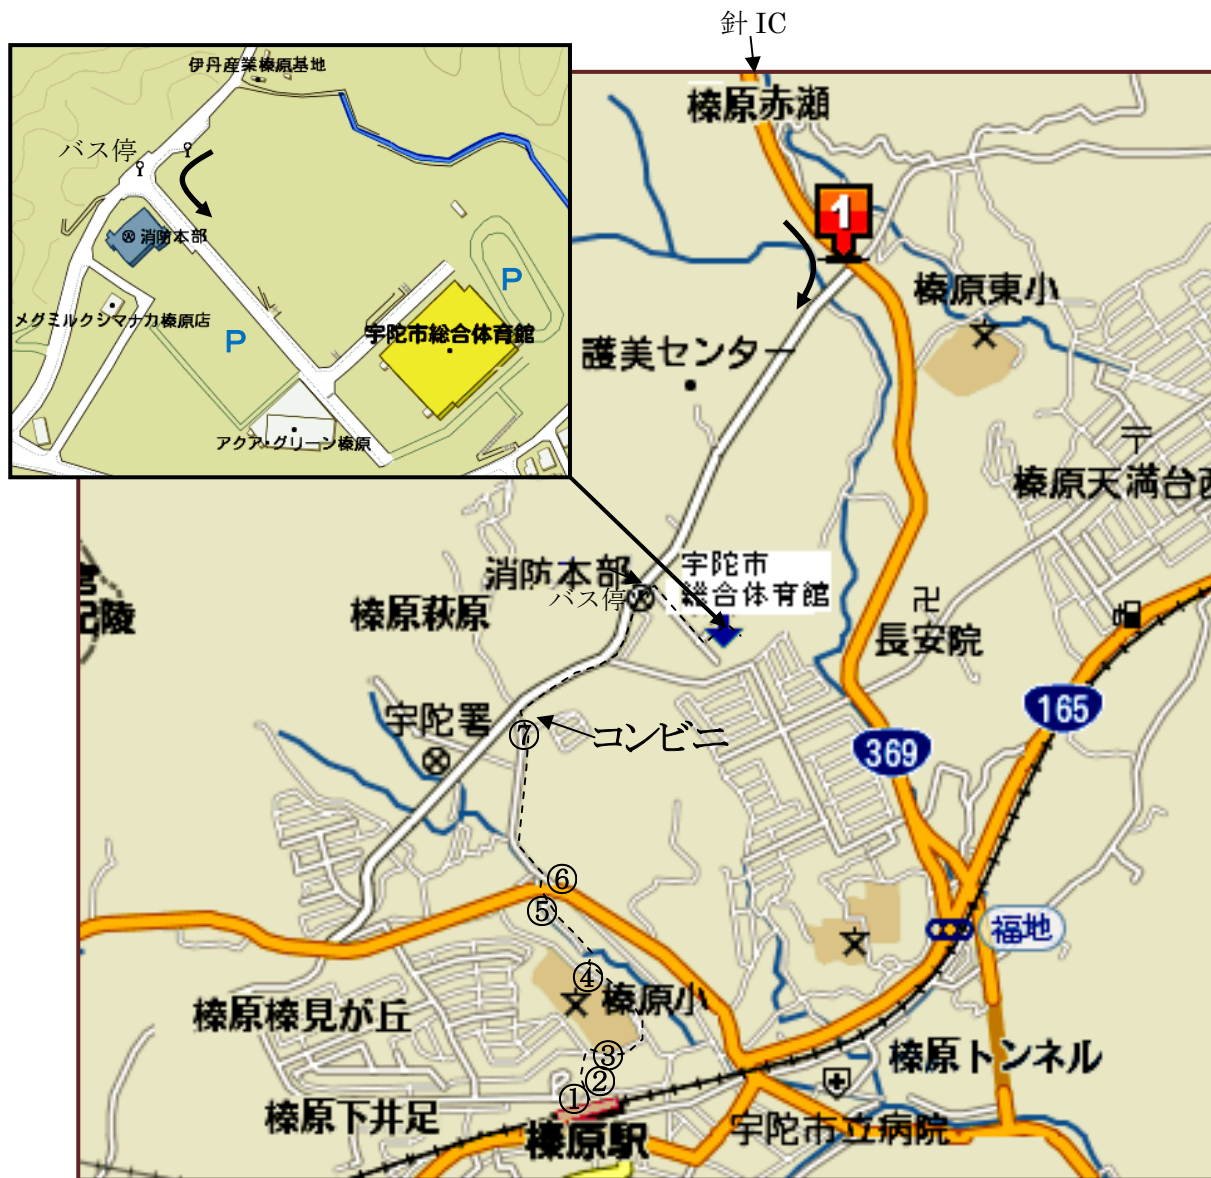 針 IC
伊丹産業榛原基地
バス停
消防本部
メグミルクシマナカ榛原店
P
P
宇陀市総合体育館
アクア・グリーン榛原
榛原赤瀬
1
榛原東小
護美センター
榛原天満台西
消防本部
バス停
宇陀市
総合体育館
記陵
榛原萩原
長安院
宇陀署
165
369
⑦
コンビニ
⑥
⑤
福地
④
榛原小
榛原榛見が丘
③
榛原トンネル
②
①
榛原下井足
榛原駅
宇陀市立病院